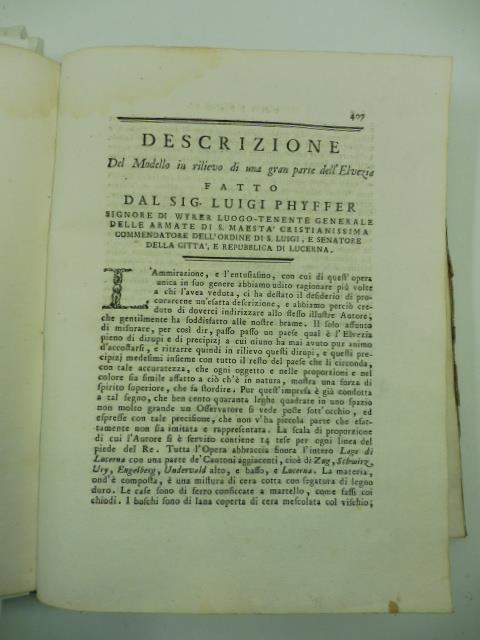 407
DESCRIZIONE
Del Modello in rilievo di una gran parte dell'Elvezia
FATTO
DAL SIG. LUIGI PHYFFER
SIGNORE DI WYRER LUOGO-TENENTE GENERALE
DELLE ARMATE DI S. MAESTA' CRISTIANISSIMA
COMMENDATORE DELL'ORDINE DI S. LUIGI, E SENATORE
DELLA CITTA', E REPUBBLICA DI LUCERNA.
L'Ammirazione, e l'entusiasmo, con cui di quest'opera
unica in suo genere abbiamo udito ragionare più volte
a chi l'avea veduta, ci ha destato il desiderio di pro-
curarcene un'esatta descrizione, e abbiamo perciò cre-
duto di doverci indirizzare allo stesso illustre Autore,
che gentilmente ha soddisfatto alle nostre brame. Il solo assunto
di misurare, per così dir, passo passo un paese qual è l'Elvezia
pieno di dirupi e di precipizj a cui niuno ha mai avuto pur animo
d'accostarsi, e ritrarre quindi in rilievo questi dirupi, e questi pre-
cipizj medesimi insieme con tutto il resto del paese che li circonda,
con tale accuratezza, che ogni oggetto e nelle proporzioni e nel
colore sia simile affatto a ciò ch'è in natura, mostra una forza di
spirito superiore, che fa stordire. Pur quest'impresa è già condotta
a tal segno, che ben cento quaranta leghe quadrate in uno spazio
non molto grande un Osservatore si vede poste sott'occhio, ed
espresse con tale precisione, che non v'ha piccola parte che esat-
tamente non sia imitata e rappresentata. La scala di proporzione
di cui l'Autore si è servito contiene 14 tese per ogni linea del
piede del Re. Tutta l'Opera abbraccia finora l'intero Lago di
Lucerna con una parte de' Cantoni aggiacenti, cioè di Zug, Schwitz,
Ury, Engelberg, Underwald alto, e basso, e Lucerna. La materia,
ond'è composta, è una mistura di cera cotta con segatura di legno
duro. Le case sono di ferro conficcate a martello, come fassi coi
chiodi. I boschi sono di lana coperta di cera mescolata col vischio;